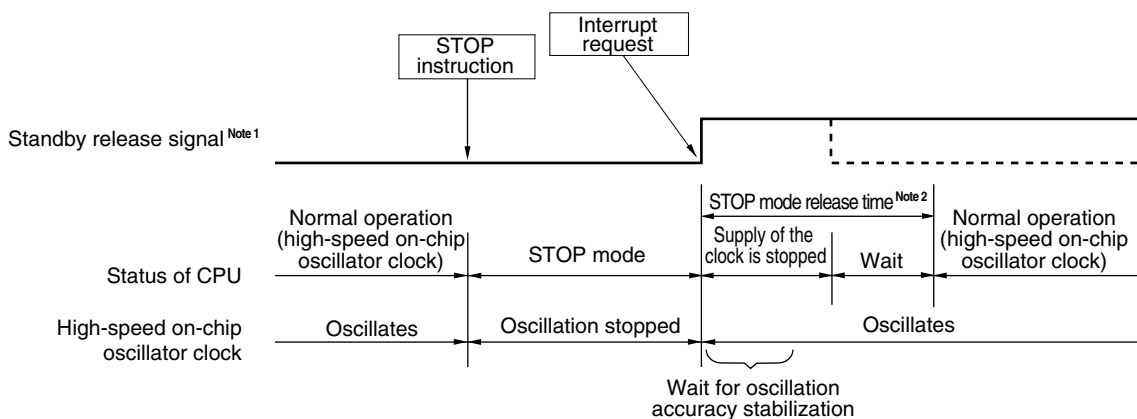 STOP
instruction
Interrupt
request
Standby release signal Note 1
STOP mode release time Note 2
Normal operation
(high-speed on-chip
oscillator clock)
Supply of the
clock is stopped
Normal operation
(high-speed on-chip
oscillator clock)
Status of CPU
STOP mode
Wait
High-speed on-chip
oscillator clock
Oscillates
Oscillation stopped
Oscillates
Wait for oscillation
accuracy stabilization